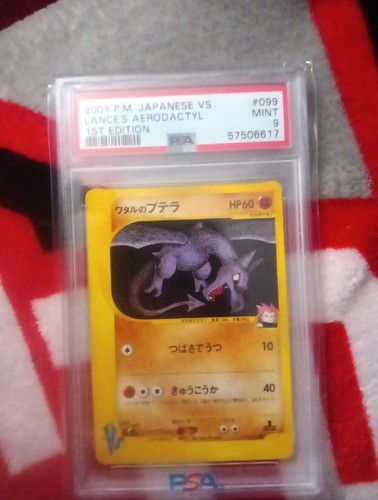 2001 P.M. JAPANESE VS #099
LANCES AERODACTYL MINT
1ST EDITION 9
PSA 57506617
ワタルのプテラ HP60
つばさでうつ 10
きゅうこうか 40
PSA